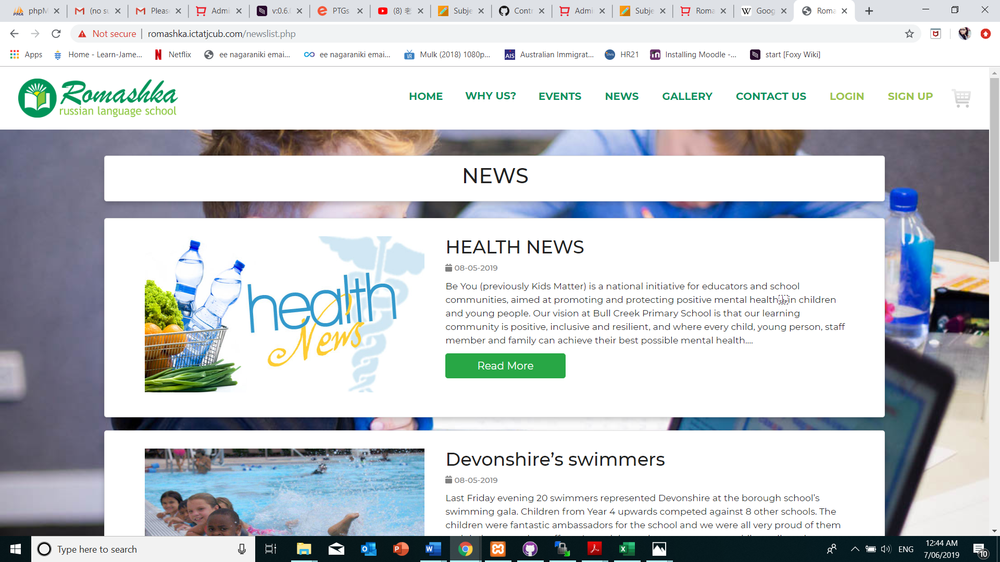 phpM
(no su
Pleas
Admi
v:0.6.
PTGs
(8) 老
Subje
Contr
Admi
Subje
Roma
Goog
Roma
Not secure | romashka.ictatjcub.com/newslist.php
Apps
Home - Learn-Jame...
Netflix
ee nagaraniki emai...
ee nagaraniki emai...
Mulk (2018) 1080p...
AIS
Australian Immigrat...
HR21
Installing Moodle -...
start [Foxy Wiki]
Romashka
russian language school
HOME
WHY US?
EVENTS
NEWS
GALLERY
CONTACT US
LOGIN
SIGN UP
NEWS
health
News
HEALTH NEWS
08-05-2019
Be You (previously Kids Matter) is a national initiative for educators and school
communities, aimed at promoting and protecting positive mental health SEP in children
and young people. Our vision at Bull Creek Primary School is that our learning
community is positive, inclusive and resilient, and where every child, young person, staff
member and family can achieve their best possible mental health....
Read More
Devonshire’s swimmers
08-05-2019
Last Friday evening 20 swimmers represented Devonshire at the borough school’s
swimming gala. Children from Year 4 upwards competed against 8 other schools. The
children were fantastic ambassadors for the school and we were all very proud of them
Type here to search
ENG
12:44 AM
7/06/2019
10